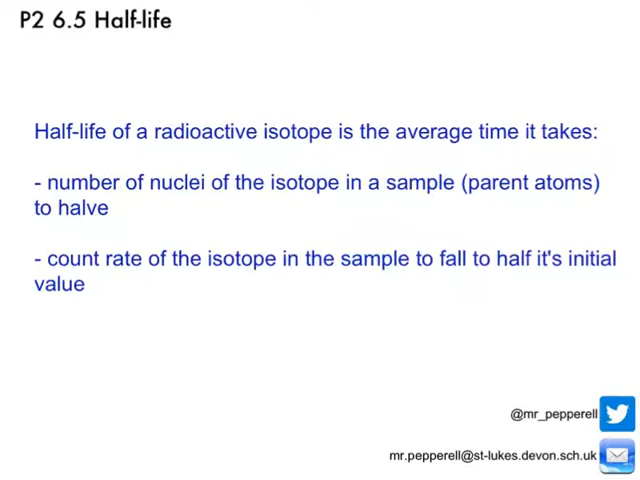 P2 6.5 Half-life
Half-life of a radioactive isotope is the average time it takes:
- number of nuclei of the isotope in a sample (parent atoms)
to halve
- count rate of the isotope in the sample to fall to half it's initial
value
@mr_pepperell
mr.pepperell@st-lukes.devon.sch.uk